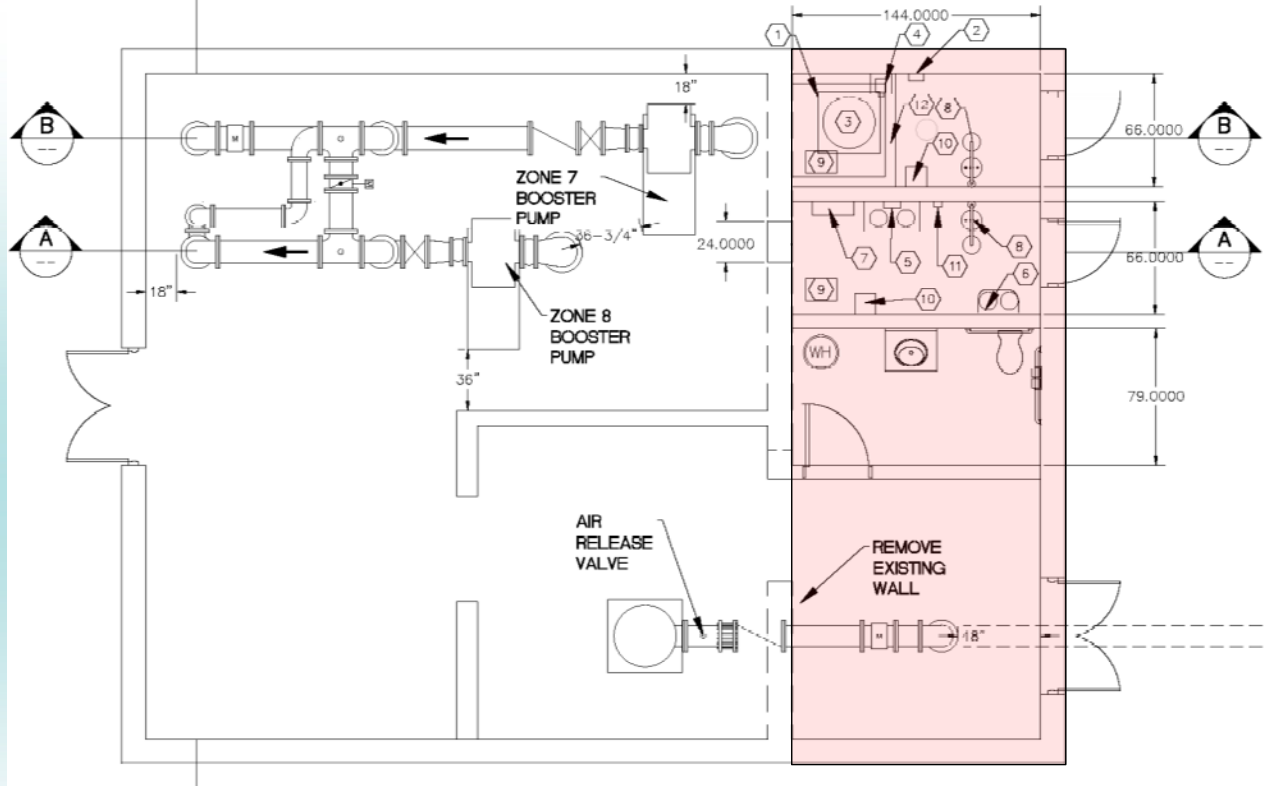 144.0000
1
4
2
18"
B
M
O
3
12
8
66.0000
B
10
9
ZONE 7
BOOSTER
PUMP
A
O
36-3/4"
24.0000
8
66.0000
A
7
5
11
6
18"
9
10
ZONE 8
BOOSTER
PUMP
WH
36"
79.0000
AIR
RELEASE
VALVE
REMOVE
EXISTING
WALL
M
18"